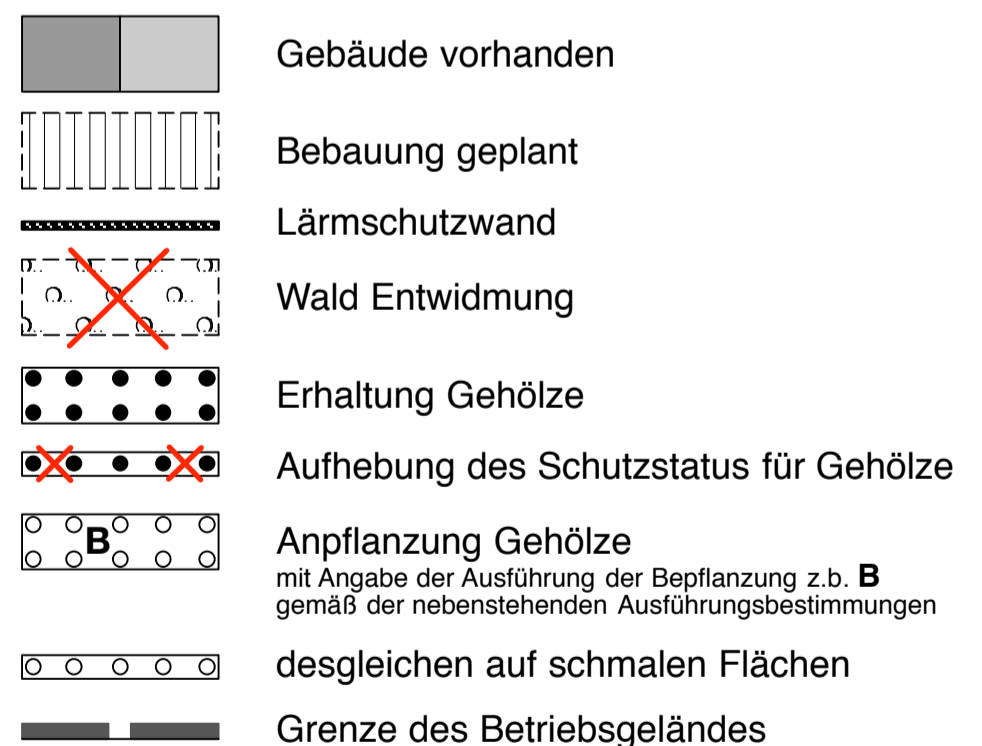 Gebäude vorhanden
Bebauung geplant
Lärmschutzwand
Wald Entwidmung
Erhaltung Gehölze
Aufhebung des Schutzstatus für Gehölze
B
Anpflanzung Gehölze
mit Angabe der Ausführung der Bepflanzung z.b. B
gemäß der nebenstehenden Ausführungsbestimmungen
desgleichen auf schmalen Flächen
Grenze des Betriebsgeländes